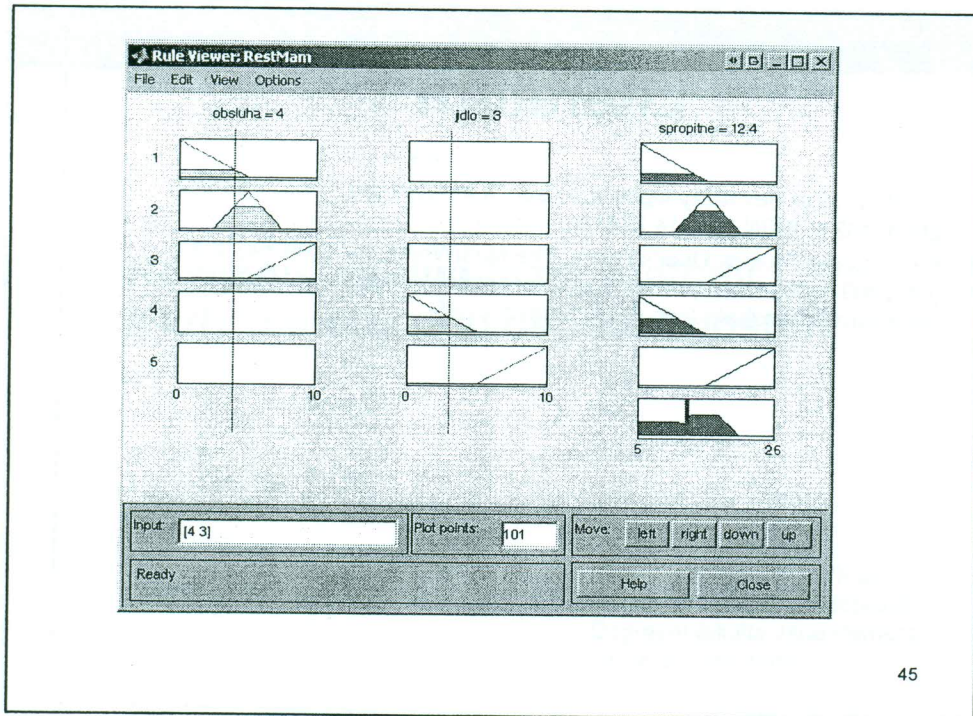 Rule Viewer: RestMam
File Edit View Options
obsluha = 4
jidlo = 3
spropitne = 12.4
1
2
3
4
5
0 10
0 10
5 26
Input: [4 3]
Plot points: 101
Move: left right down up
Ready
Help Close
45